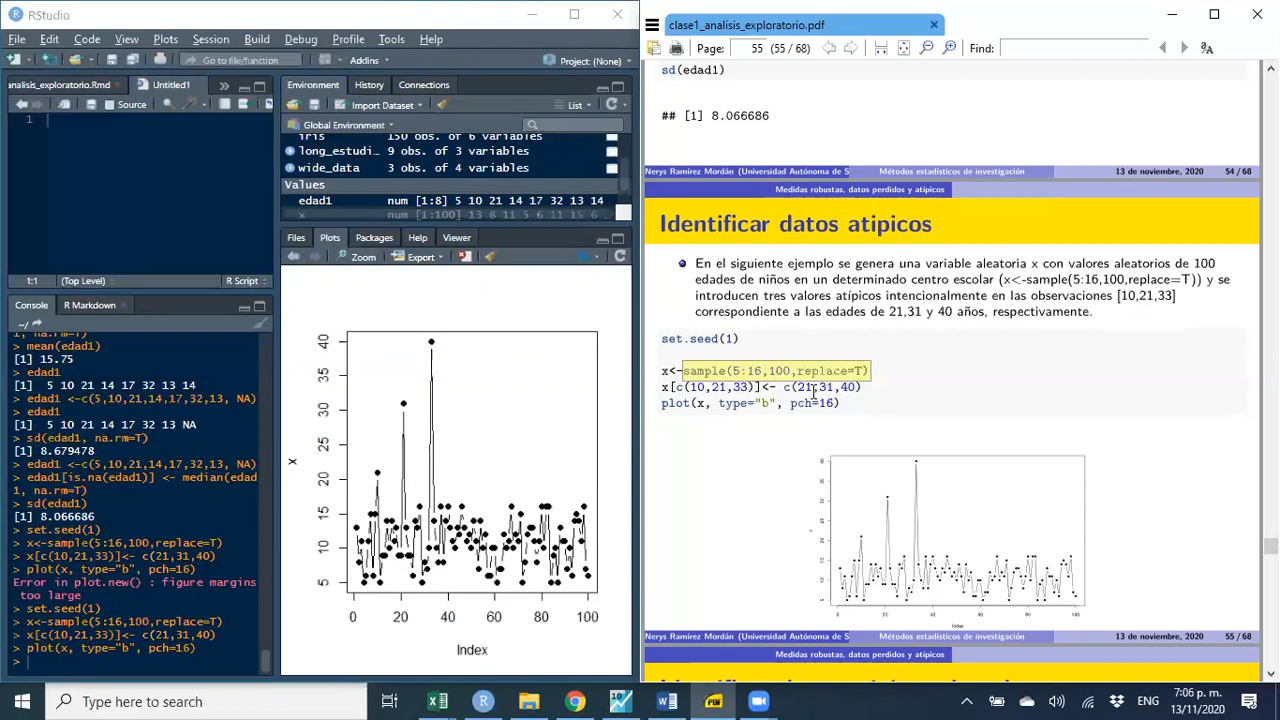 RStudio
File Edit Code View Plots Session Build Debug Profile Tools Help
Go to file/function
Addins
Project: (None)
analisis_exploratorio.Rmd
Untitled1
Source
1
1:1
(Top Level)
R Script
Console
R Markdown
~/
1, na.rm=T)
> mean(edad1)
[1] 15.75
> edad1
[1] 5 10 21 14 17 32 13 14
> edad1 <-c(5,10,21,14,17,32,13, NA)
> edad1
[1] 5 10 21 14 17 32 13 NA
> sd(edad1, na.rm=T)
[1] 8.679478
> edad1 <-c(5,10,21,14,17,32,13, NA)
> edad1[is.na(edad1)] <- median(edad
1, na.rm=T)
> sd(edad1)
[1] 8.066686
> set.seed(1)
> x<-sample(5:16,100,replace=T)
> x[c(10,21,33)]<- c(21,31,40)
> plot(x, type="b", pch=16)
Error in plot.new() : figure margins
too large
> set.seed(1)
> x<-sample(5:16,100,replace=T)
> x[c(10,21,33)]<- c(21,31,40)
> plot(x, type="b", pch=16)
>
Environment
History
Connections
Import Dataset
List
Global Environment
iris 150 obs. of 6 variables
long_estudi… 9 obs. of 3 variables
wide_data 3 obs. of 4 variables
Values
edad1 num [1:8] 5 10 21 14 17 32 13 14
Files Plots Packages Help Viewer
Zoom
Export
x
5 10 15 20 25 30 35 40
0 20 40 60 80 100
Index
clase1_analisis_exploratorio.pdf
Page: 55 (55 / 68)
Find:
sd(edad1)
## [1] 8.066686
Nerys Ramírez Mordán (Universidad Autónoma de S
Métodos estadísticos de investigación
13 de noviembre, 2020
54 / 68
Medidas robustas, datos perdidos y atípicos
Identificar datos atipicos
En el siguiente ejemplo se genera una variable aleatoria x con valores aleatorios de 100
edades de niños en un determinado centro escolar (x<-sample(5:16,100,replace=T)) y se
introducen tres valores atípicos intencionalmente en las observaciones [10,21,33]
correspondiente a las edades de 21,31 y 40 años, respectivamente.
set.seed(1)
x<-sample(5:16,100,replace=T)
x[c(10,21,33)]<- c(21,31,40)
plot(x, type="b", pch=16)
0 20 40 60 80 100
Index
Nerys Ramírez Mordán (Universidad Autónoma de S
Métodos estadísticos de investigación
13 de noviembre, 2020
55 / 68
Medidas robustas, datos perdidos y atípicos
Type here to search
ENG
7:06 p. m.
13/11/2020